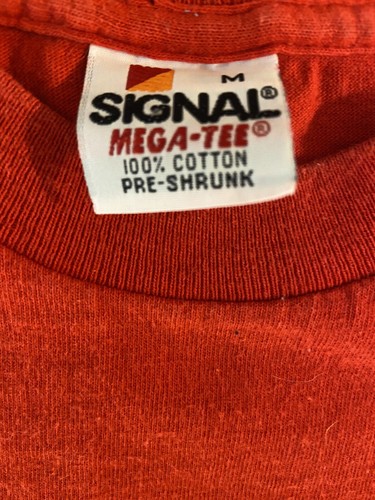 M
SIGNAL®
MEGA-TEE®
100% COTTON
PRE-SHRUNK